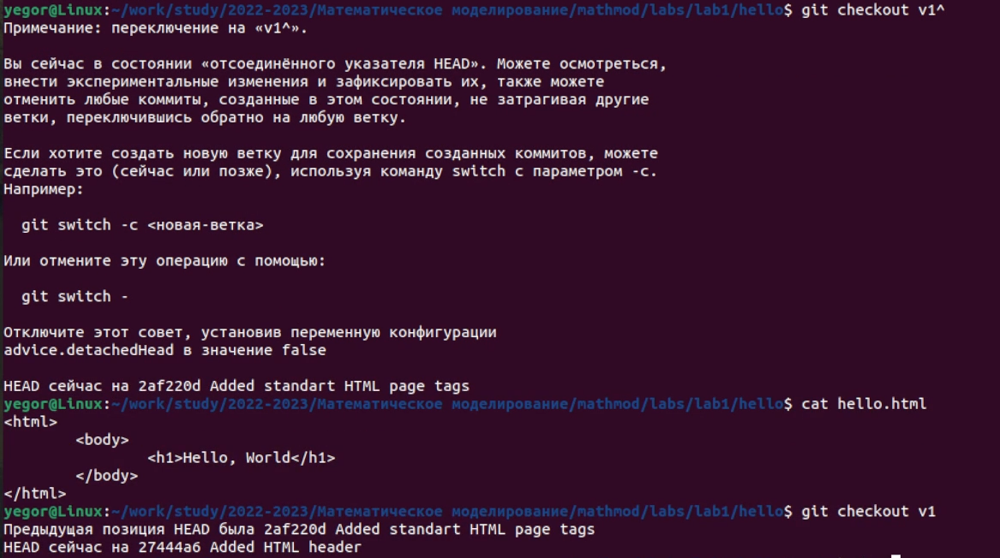 yegor@Linux:~/work/study/2022-2023/Математическое моделирование/mathmod/labs/lab1/hello$ git checkout v1^
Примечание: переключение на «v1^».
Вы сейчас в состоянии «отсоединённого указателя HEAD». Можете осмотреться,
внести экспериментальные изменения и зафиксировать их, также можете
отменить любые коммиты, созданные в этом состоянии, не затрагивая другие
ветки, переключившись обратно на любую ветку.
Если хотите создать новую ветку для сохранения созданных коммитов, можете
сделать это (сейчас или позже), используя команду switch с параметром -c.
Например:
git switch -c <новая-ветка>
Или отмените эту операцию с помощью:
git switch -
Отключите этот совет, установив переменную конфигурации
advice.detachedHead в значение false
HEAD сейчас на 2af220d Added standart HTML page tags
yegor@Linux:~/work/study/2022-2023/Математическое моделирование/mathmod/labs/lab1/hello$ cat hello.html
<html>
<body>
<h1>Hello, World</h1>
</body>
</html>
yegor@Linux:~/work/study/2022-2023/Математическое моделирование/mathmod/labs/lab1/hello$ git checkout v1
Предыдущая позиция HEAD была 2af220d Added standart HTML page tags
HEAD сейчас на 27444a6 Added HTML header